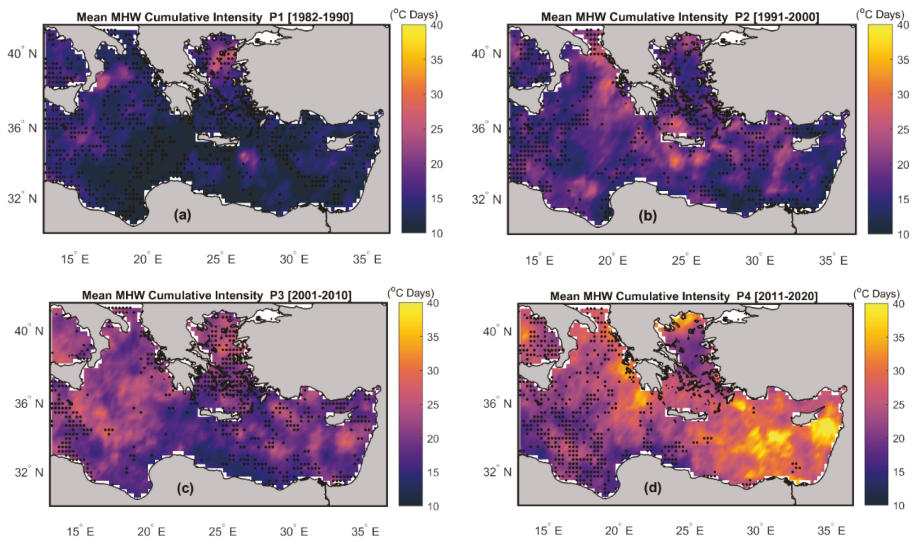 Mean MHW Cumulative Intensity P1 [1982-1990]
(°C Days)
40° N
36° N
32° N
15° E
20° E
25° E
30° E
35° E
40
35
30
25
20
15
10
(a)
Mean MHW Cumulative Intensity P2 [1991-2000]
(°C Days)
40° N
36° N
32° N
15° E
20° E
25° E
30° E
35° E
40
35
30
25
20
15
10
(b)
Mean MHW Cumulative Intensity P3 [2001-2010]
(°C Days)
40° N
36° N
32° N
15° E
20° E
25° E
30° E
35° E
40
35
30
25
20
15
10
(c)
Mean MHW Cumulative Intensity P4 [2011-2020]
(°C Days)
40° N
36° N
32° N
15° E
20° E
25° E
30° E
35° E
40
35
30
25
20
15
10
(d)